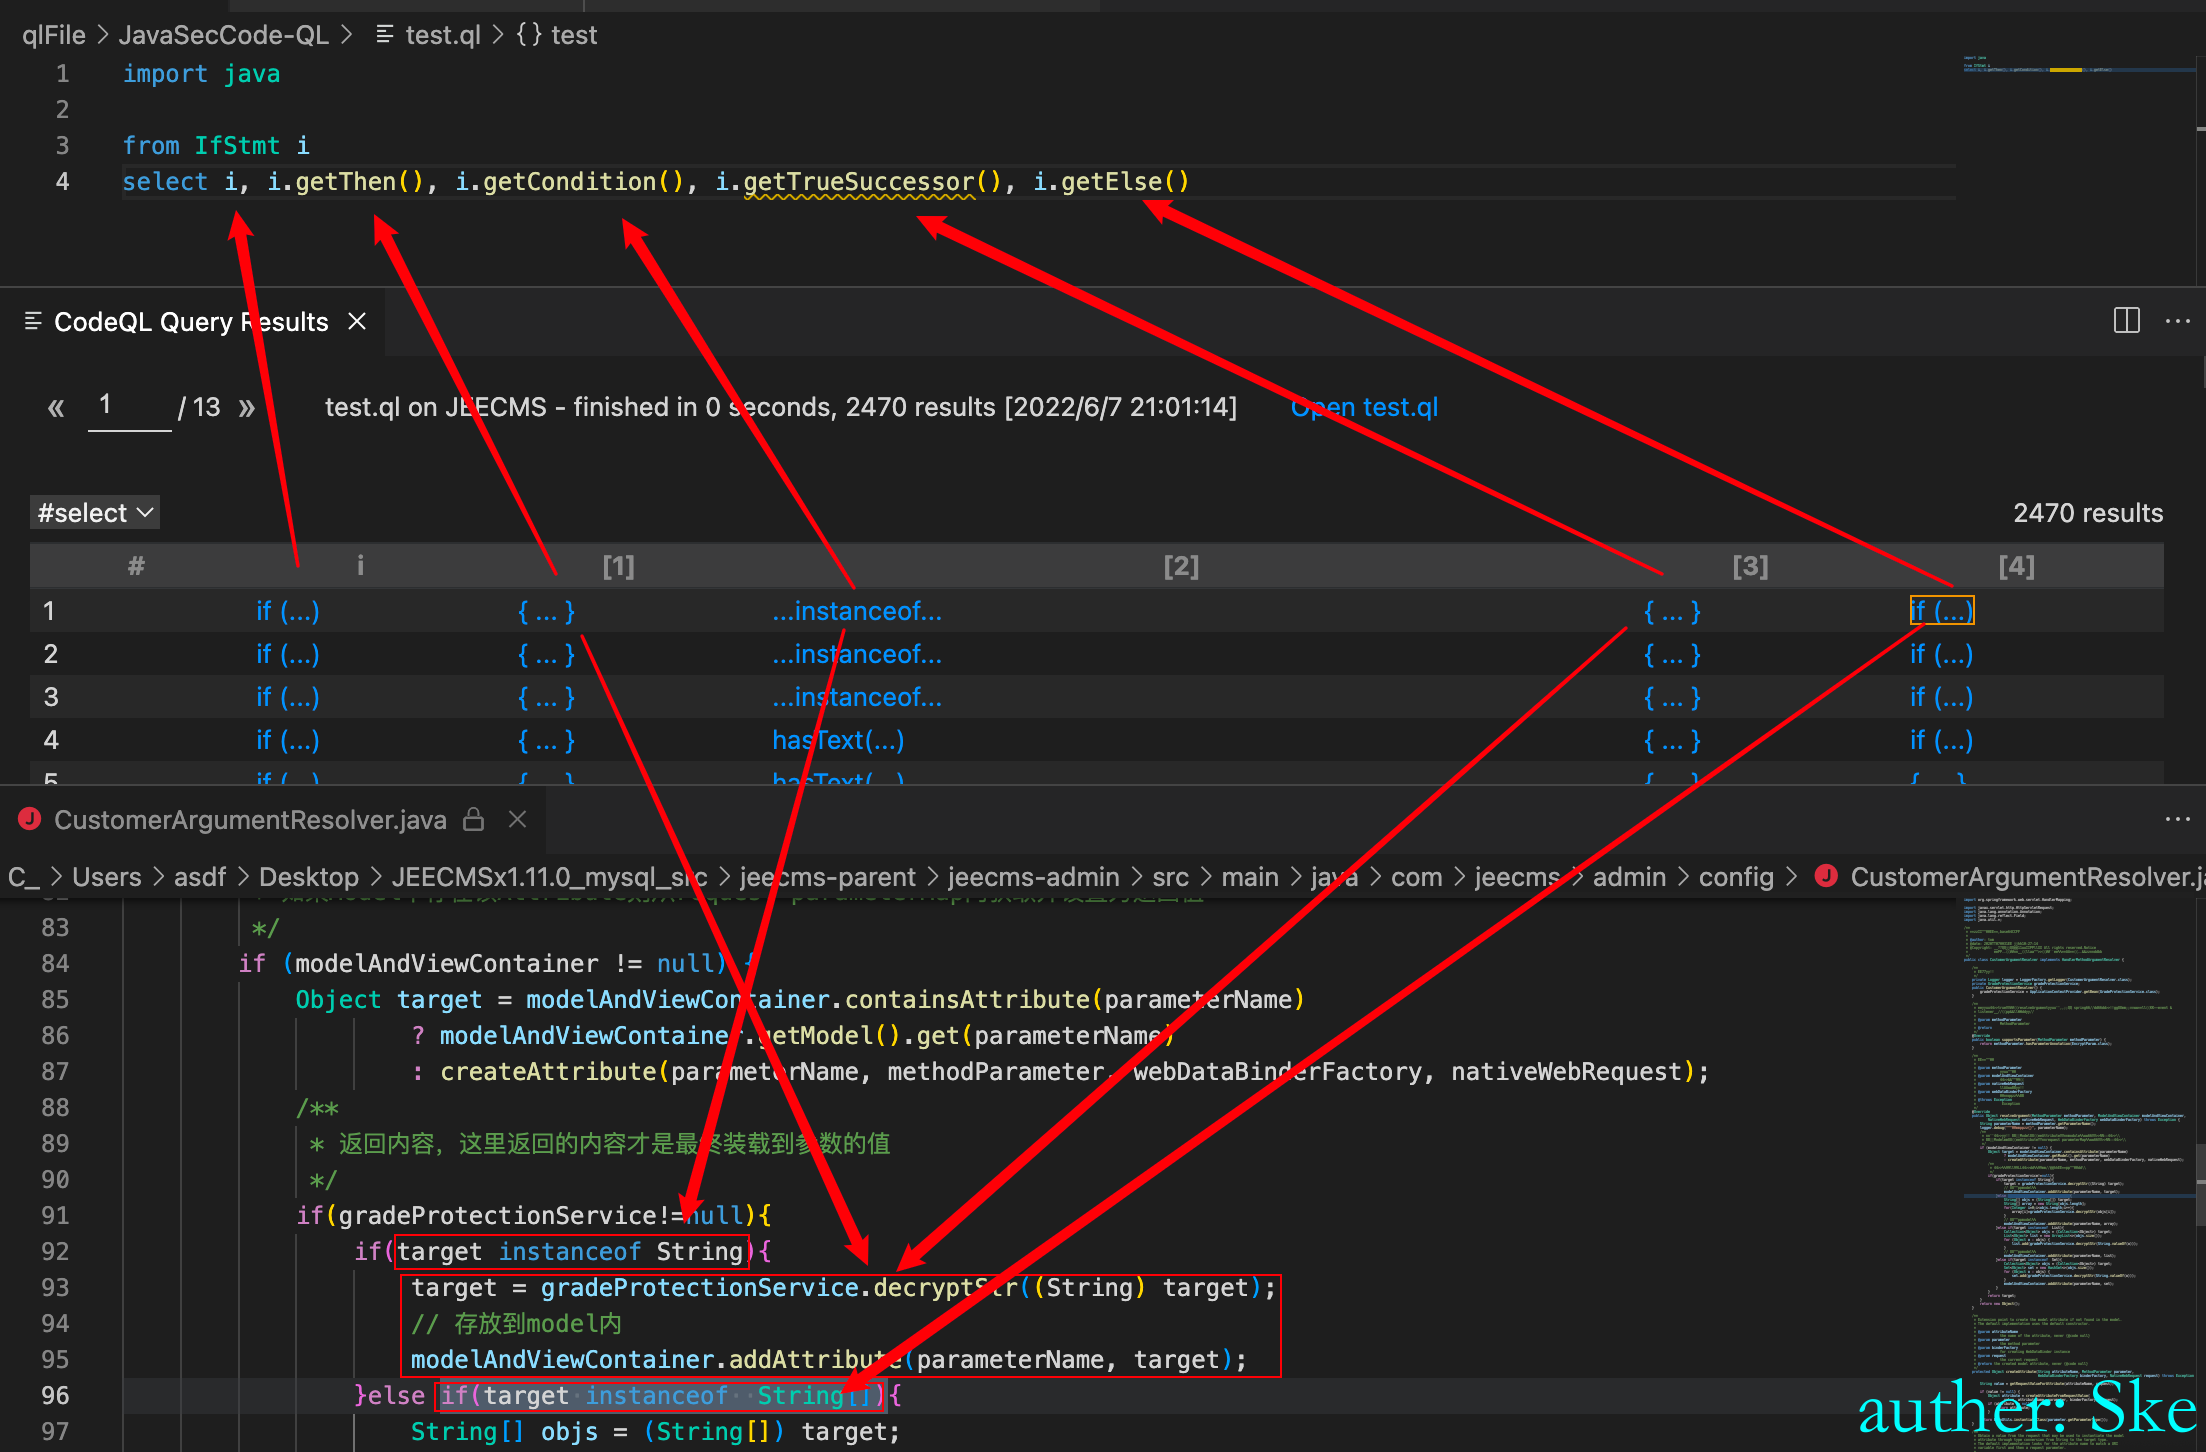 qlFile > JavaSecCode-QL > test.ql > {} test
1 import java
2
3 from IfStmt i
4 select i, i.getThen(), i.getCondition(), i.getTrueSuccessor(), i.getElse()
CodeQL Query Results
« 1 / 13 » test.ql on JEECMS - finished in 0 seconds, 2470 results [2022/6/7 21:01:14] Open test.ql
#select 2470 results
# i [1] [2] [3] [4]
1 if (...) { ... } ...instanceof... { ... } if (...)
2 if (...) { ... } ...instanceof... { ... } if (...)
3 if (...) { ... } ...instanceof... { ... } if (...)
4 if (...) { ... } hasText(...) { ... } if (...)
5 if (...) { ... } hasText(...) { ... } { ... }
CustomerArgumentResolver.java
C_ > Users > asdf > Desktop > JEECMSx1.11.0_mysql_src > jeecms-parent > jeecms-admin > src > main > java > com > jeecms > admin > config > CustomerArgumentResolver.j
83 */
84 if (modelAndViewContainer != null) {
85 Object target = modelAndViewContainer.containsAttribute(parameterName)
86 ? modelAndViewContainer.getModel().get(parameterName)
87 : createAttribute(parameterName, methodParameter, webDataBinderFactory, nativeWebRequest);
88 /**
89 * 返回内容，这里返回的内容才是最终装载到参数的值
90 */
91 if(gradeProtectionService!=null){
92 if(target instanceof String){
93 target = gradeProtectionService.decryptStr((String) target);
94 // 存放到model内
95 modelAndViewContainer.addAttribute(parameterName, target);
96 }else if(target instanceof  String[]){
97 String[] objs = (String[]) target;
auther: Ske